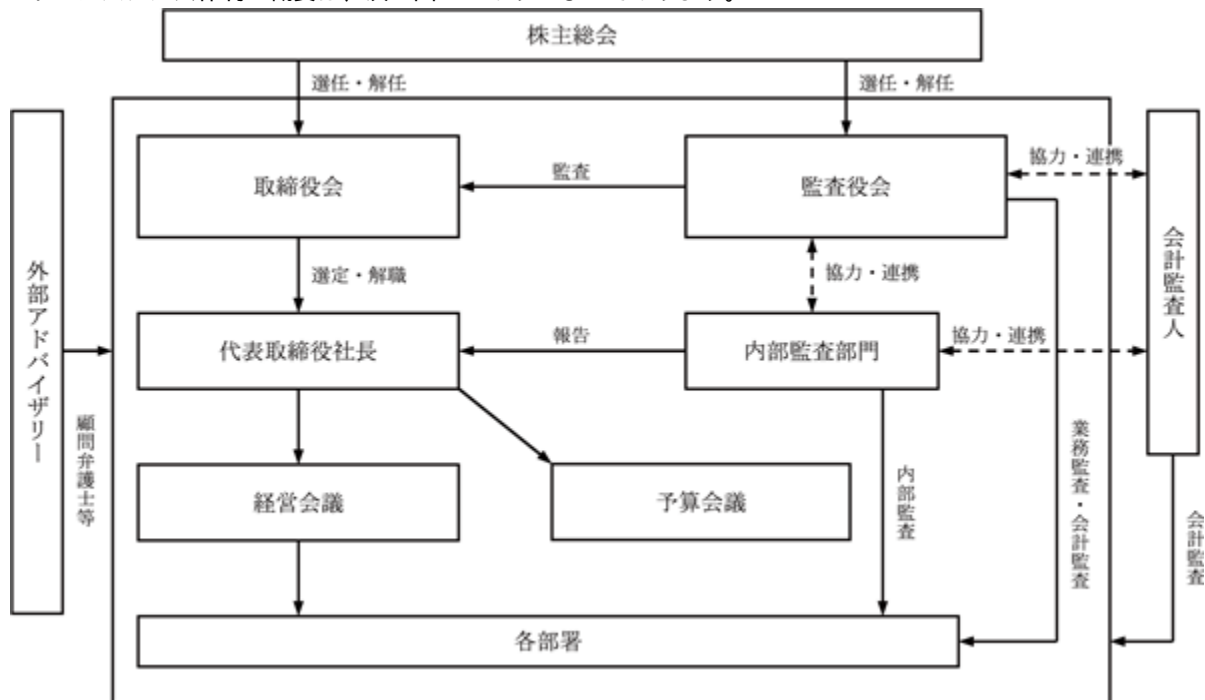 株主総会
選任・解任
選任・解任
取締役会
監査
監査役会
協力・連携
選定・解職
協力・連携
外部アドバイザリー
会計監査人
代表取締役社長
報告
内部監査部門
協力・連携
顧問弁護士等
経営会議
予算会議
内部監査
業務監査・会計監査
会計監査
各部署